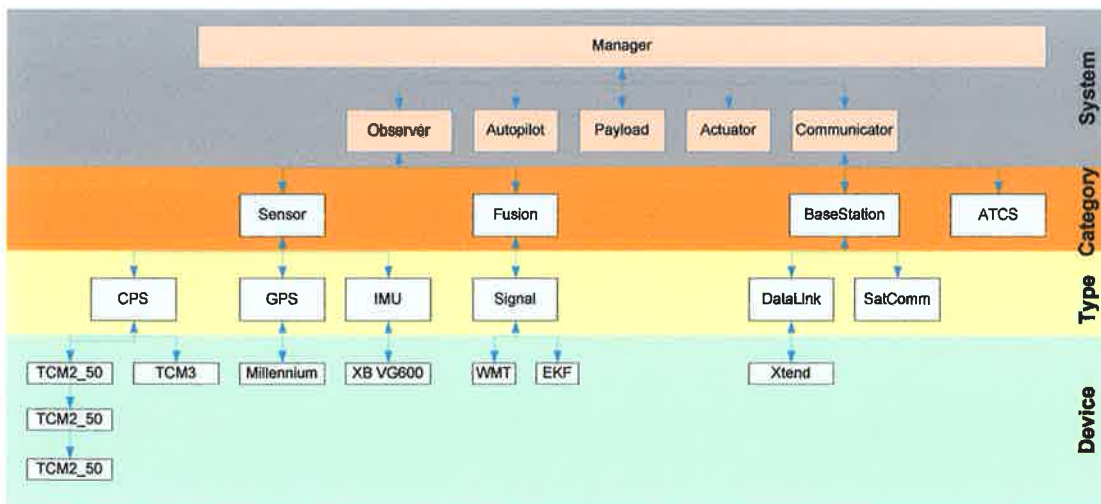 Manager
System
Observer
Autopilot
Payload
Actuator
Communicator
Category
Sensor
Fusion
BaseStation
ATCS
Type
CPS
GPS
IMU
Signal
DataLink
SatComm
Device
TCM2_50
TCM3
Millennium
XB VG600
WMT
EKF
Xtend
TCM2_50
TCM2_50